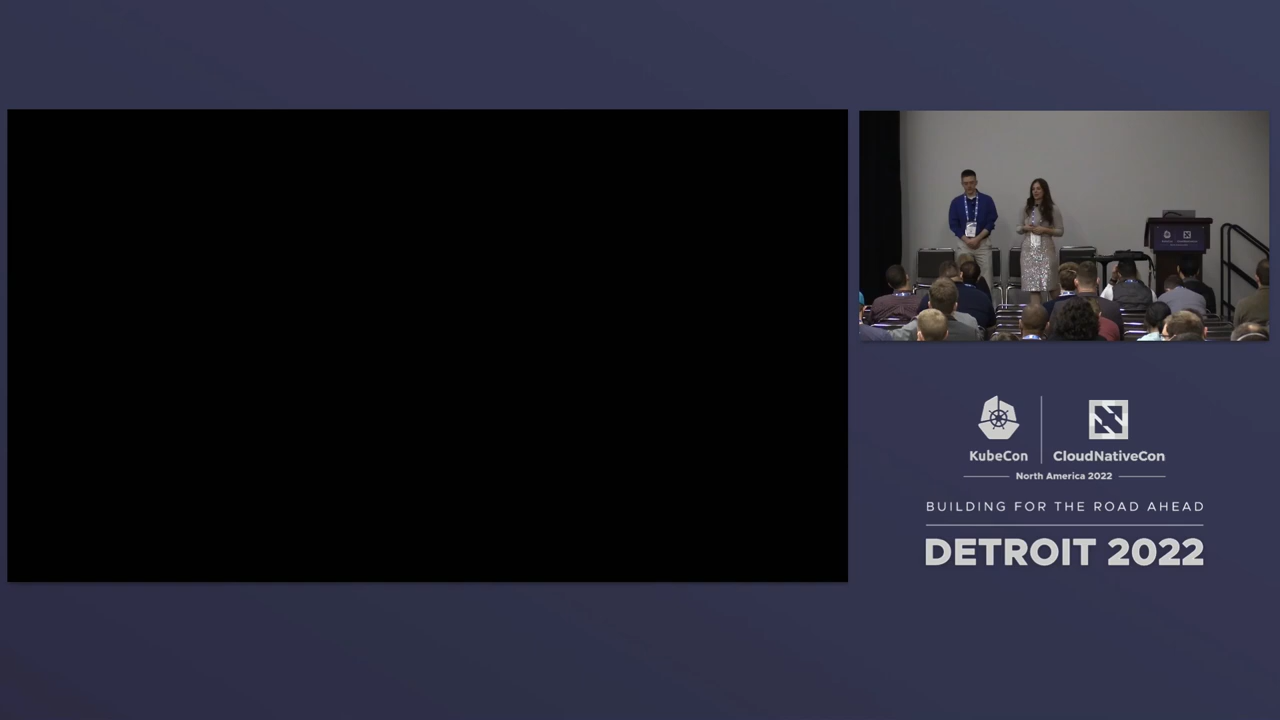 KubeCon
CloudNativeCon
North America 2022
BUILDING FOR THE ROAD AHEAD
DETROIT 2022